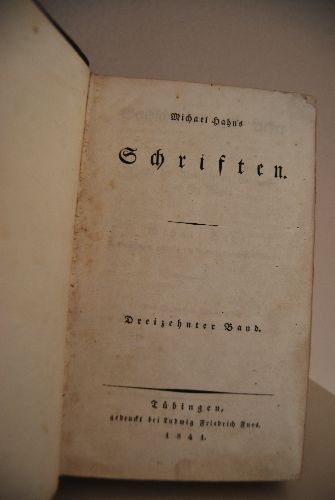 Michael Hahns
Schriften.
Dreizehnter Band.
Tübingen,
gedruckt bei Ludwig Friedrich Fues.
1841.